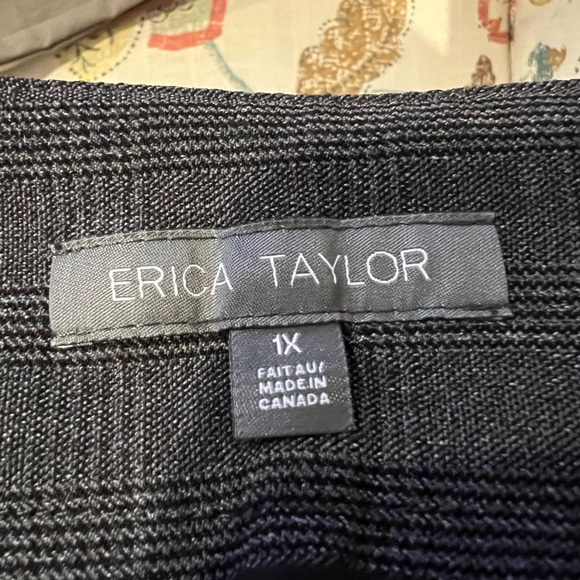 ERICA TAYLOR
1X
FAIT AU/
MADE IN
CANADA